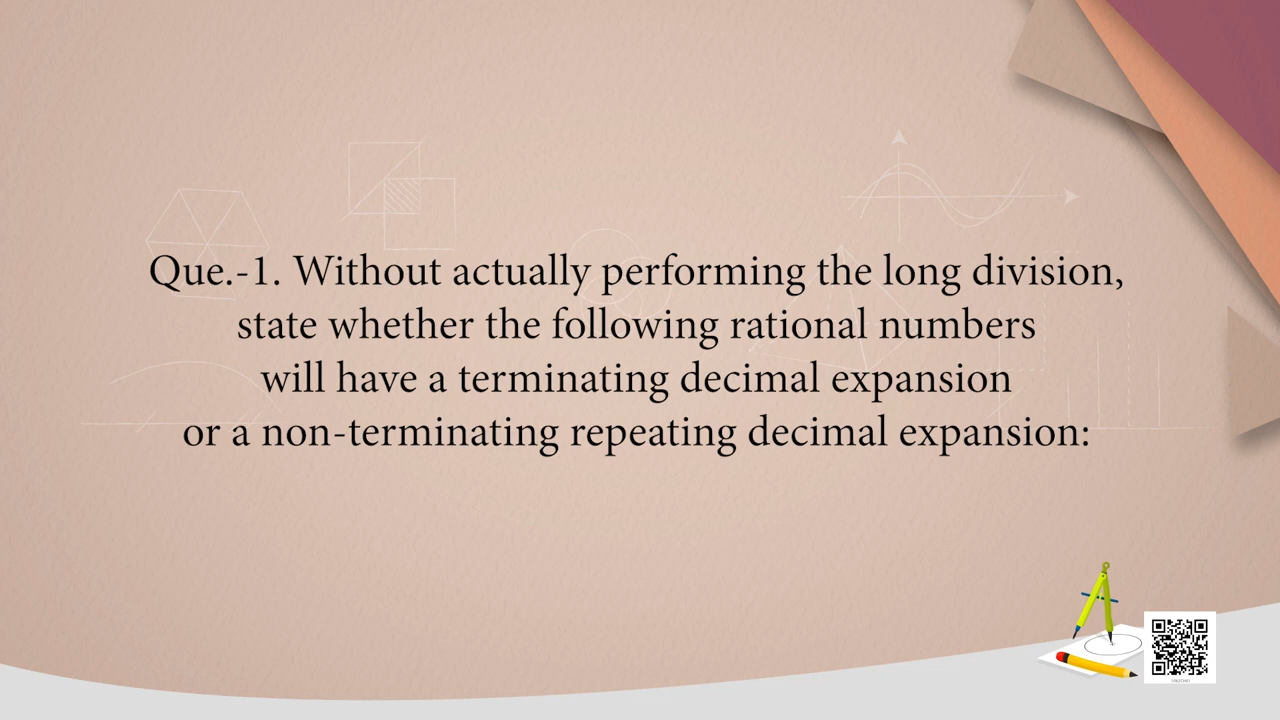 Que.-1. Without actually performing the long division,
state whether the following rational numbers
will have a terminating decimal expansion
or a non-terminating repeating decimal expansion: